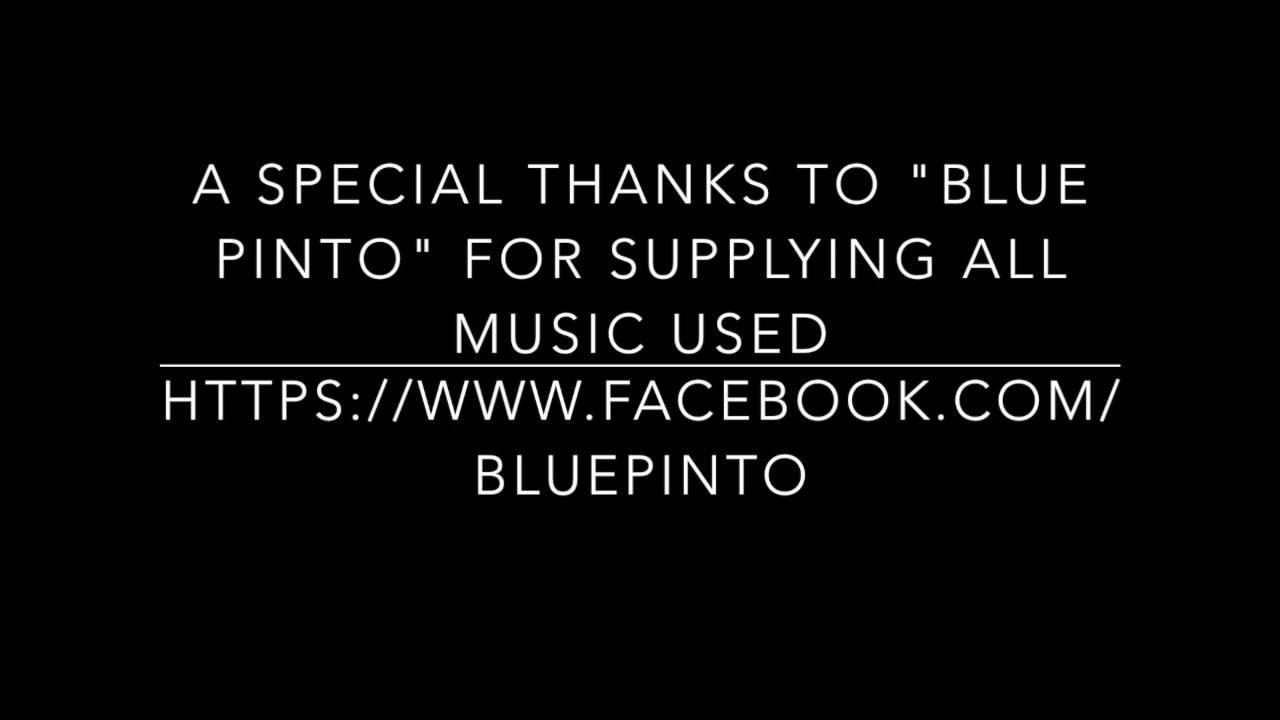 A SPECIAL THANKS TO "BLUE
PINTO" FOR SUPPLYING ALL
MUSIC USED
HTTPS://WWW.FACEBOOK.COM/
BLUEPINTO